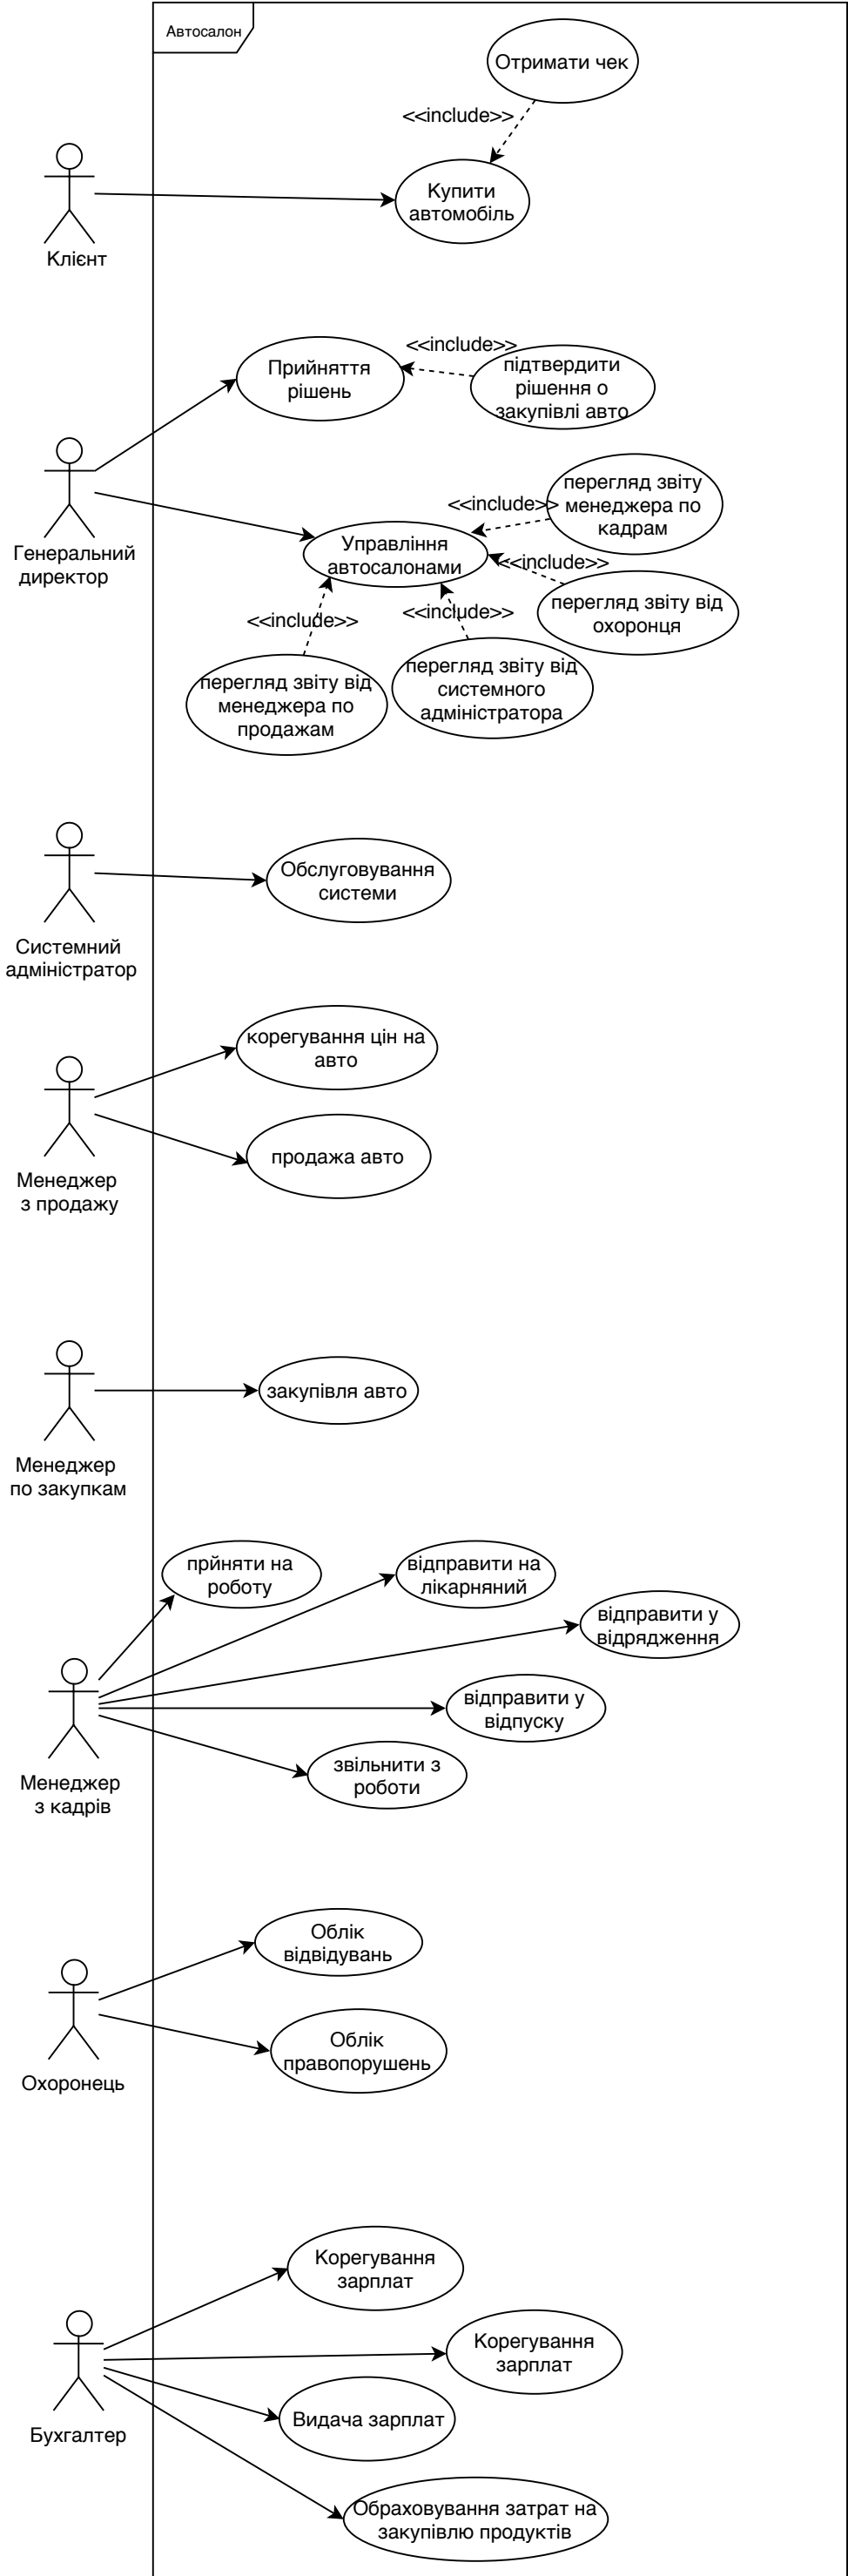 Автосалон
Отримати чек
<<include>>
Купити
автомобіль
Клієнт
<<include>>
Прийняття
рішень
підтвердити
рішення о
закупівлі авто
Генеральний
директор
перегляд звіту
менеджера по
кадрам
<<include>>
Управління
автосалонами
<<include>>
перегляд звіту від
охоронця
<<include>>
<<include>>
перегляд звіту від
менеджера по
продажам
перегляд звіту від
системного
адміністратора
Обслуговування
системи
Системний
адміністратор
корегування цін на
авто
продажа авто
Менеджер
з продажу
закупівля авто
Менеджер
по закупкам
прйняти на
роботу
відправити на
лікарняний
відправити у
відрядження
відправити у
відпуску
звільнити з
роботи
Менеджер
з кадрів
Облік
відвідувань
Облік
правопорушень
Охоронець
Корегування
зарплат
Корегування
зарплат
Видача зарплат
Бухгалтер
Обраховування затрат на
закупівлю продуктів